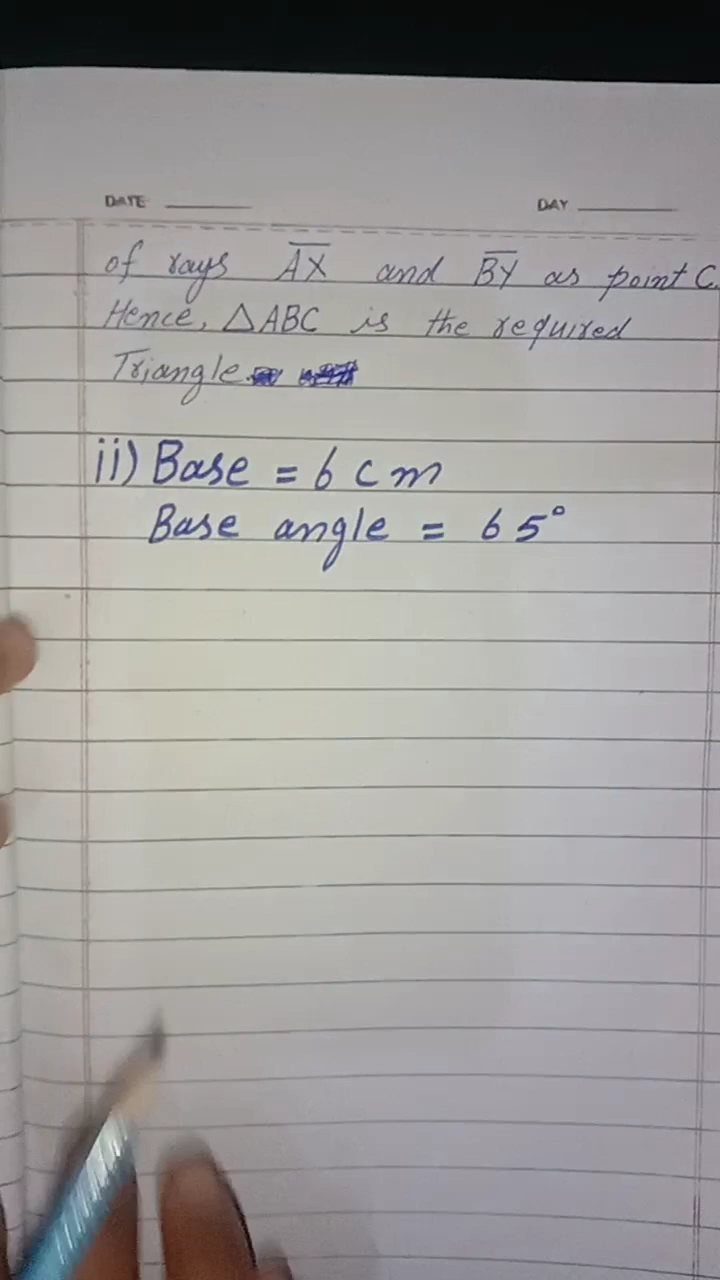 DATE DAY
of rays AX and BY as point C.
Hence, △ABC is the required
Triangle
ii) Base = 6 cm
Base angle = 65°